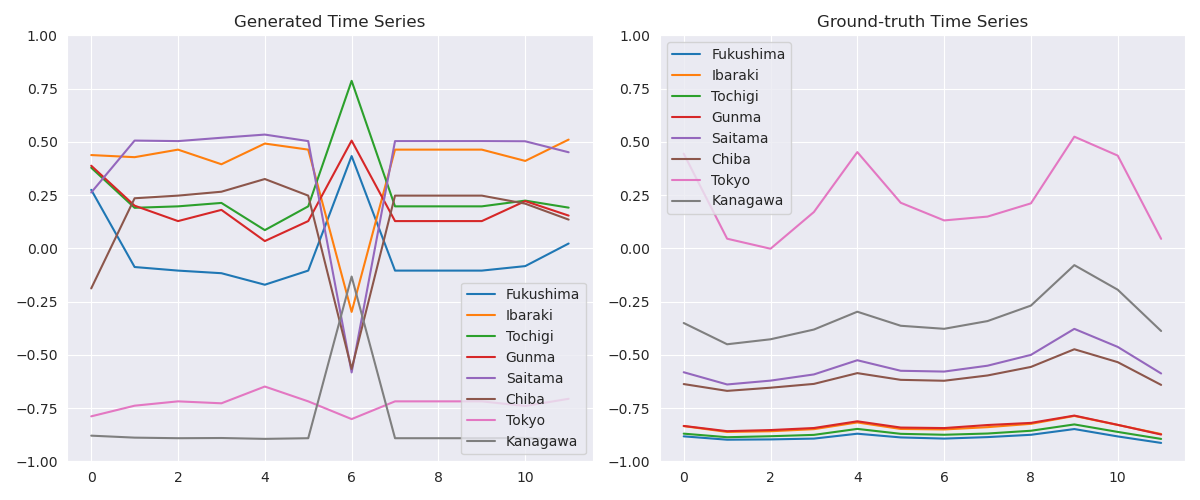 Generated Time Series
1.00
0.75
0.50
0.25
0.00
−0.25
−0.50
−0.75
−1.00
0
2
4
6
8
10
Fukushima
Ibaraki
Tochigi
Gunma
Saitama
Chiba
Tokyo
Kanagawa
Ground-truth Time Series
1.00
0.75
0.50
0.25
0.00
−0.25
−0.50
−0.75
−1.00
0
2
4
6
8
10
Fukushima
Ibaraki
Tochigi
Gunma
Saitama
Chiba
Tokyo
Kanagawa